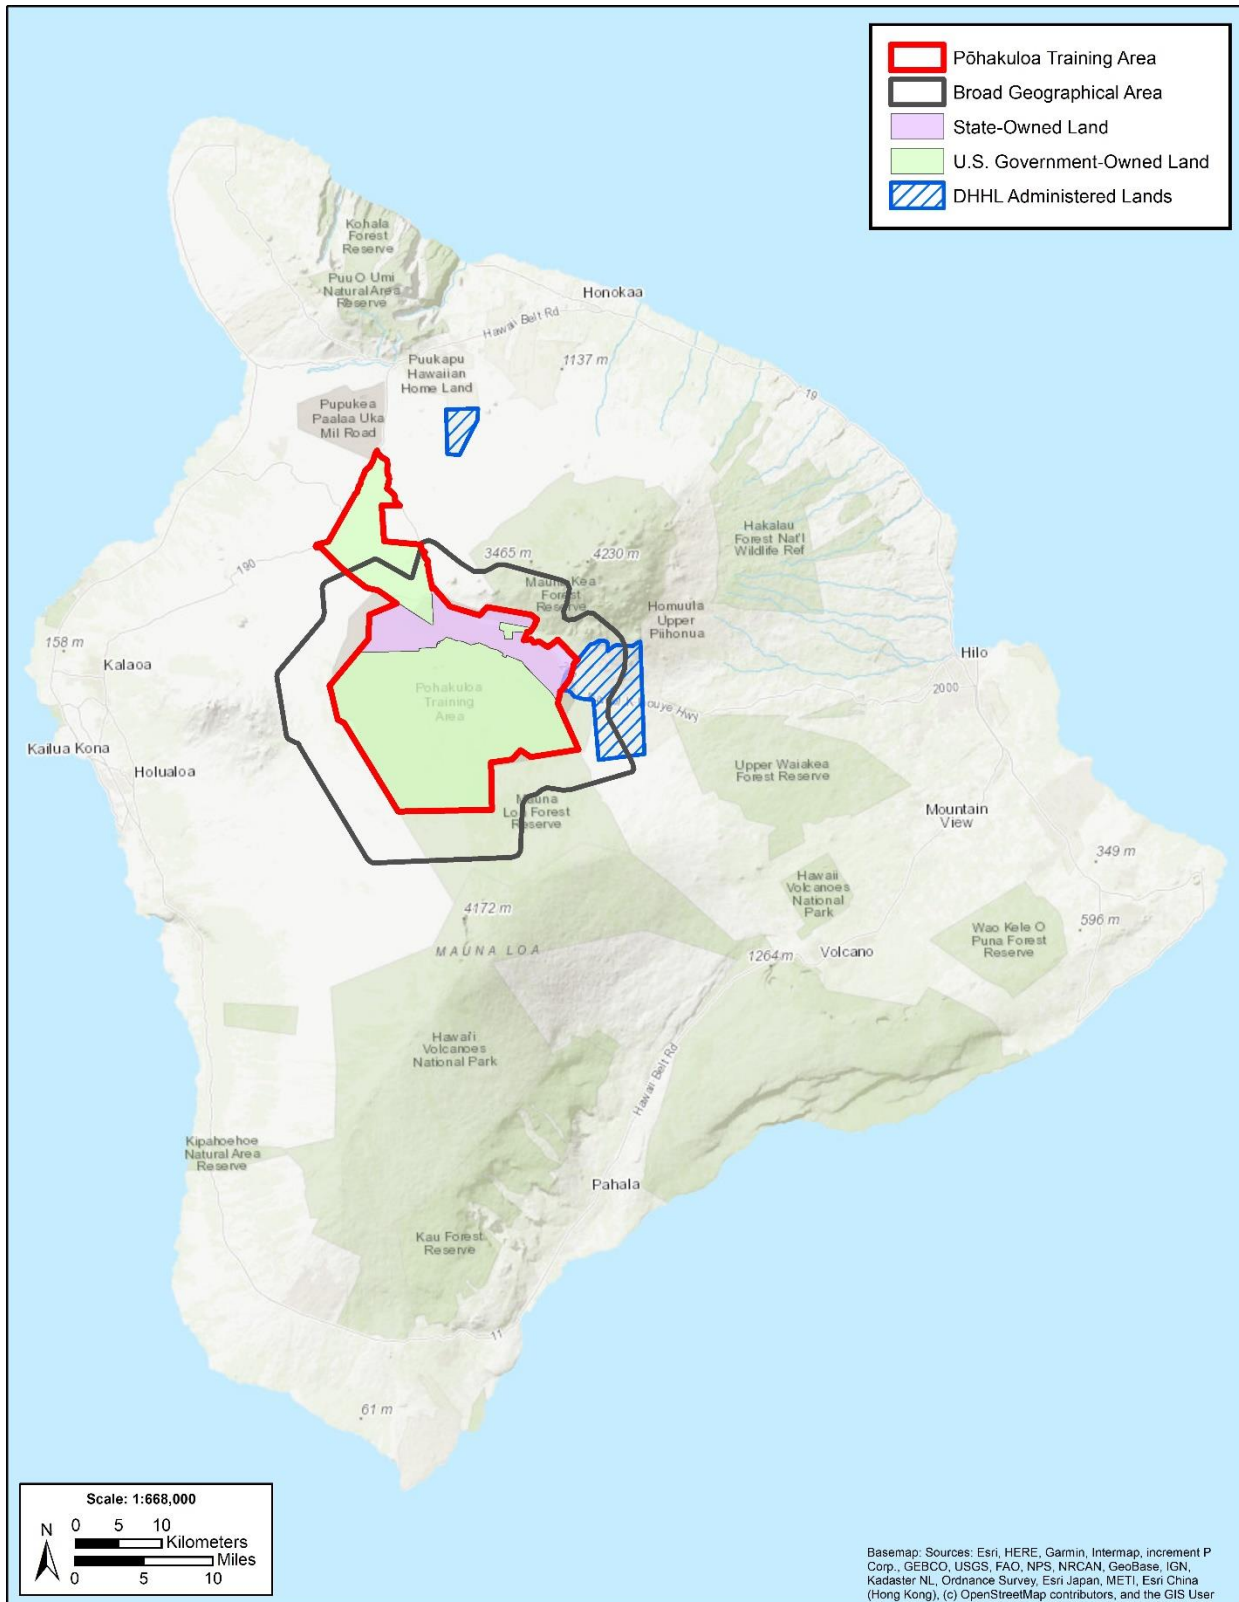 Pōhakuloa Training Area
Broad Geographical Area
State-Owned Land
U.S. Government-Owned Land
DHHL Administered Lands
Kohala
Forest
Reserve
Puu O Umi
Natural Area
Reserve
Honokaa
Hawaii Belt Rd
Puukapu
Hawaiian
Home Land
1137 m
19
Pupukea
Paalaa Uka
Mil Road
Hakalau
Forest Nat'l
Wildlife Ref
190
3465 m
4230 m
Mauna Kea
Forest
Reserve
Homuula
Upper
Piihonua
158 m
Kalaoa
Hilo
Pohakuloa
Training
Area
2000
Hwy
Kailua Kona
Holualoa
Upper Waiakea
Forest Reserve
Mauna
Loa Forest
Reserve
Mountain
View
349 m
Hawaii
Volcanoes
National
Park
4172 m
MAUNA LOA
Wao Kele O
Puna Forest
Reserve
596 m
1264 m
Volcano
Hawai'i
Volcanoes
National Park
Hawaii Belt Rd
Kipahoehoe
Natural Area
Reserve
Pahala
Kau Forest
Reserve
11
61 m
Scale: 1:668,000
N
0 5 10
Kilometers
Miles
0 5 10
Basemap: Sources: Esri, HERE, Garmin, Intermap, increment P
Corp., GEBCO, USGS, FAO, NPS, NRCAN, GeoBase, IGN,
Kadaster NL, Ordnance Survey, Esri Japan, METI, Esri China
(Hong Kong), (c) OpenStreetMap contributors, and the GIS User